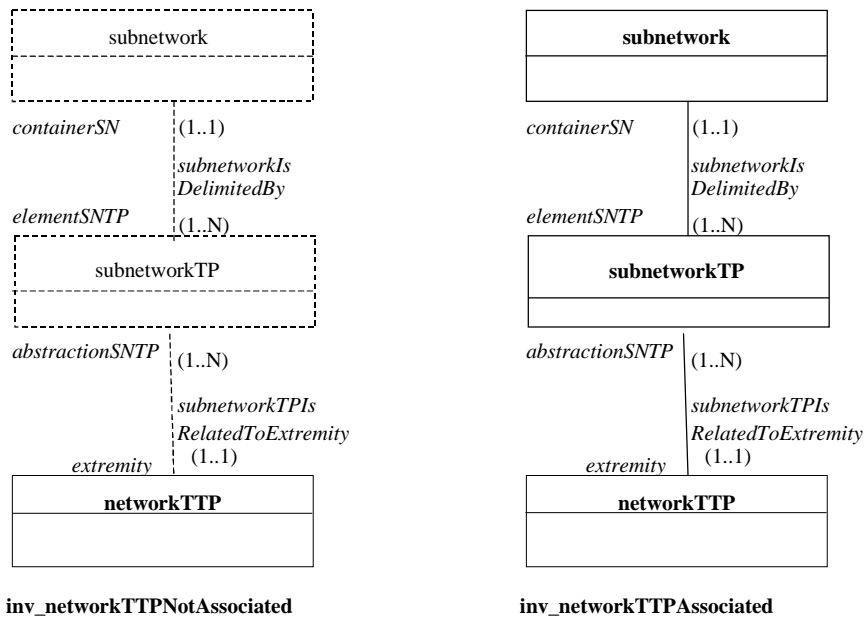 subnetwork
containerSN
(1..1)
subnetworkIs
DelimitedBy
elementSNTP
(1..N)
subnetworkTP
abstractionSNTP
(1..N)
subnetworkTPIs
RelatedToExtremity
(1..1)
extremity
networkTTP
inv_networkTTPNotAssociated
subnetwork
containerSN
(1..1)
subnetworkIs
DelimitedBy
elementSNTP
(1..N)
subnetworkTP
abstractionSNTP
(1..N)
subnetworkTPIs
RelatedToExtremity
(1..1)
extremity
networkTTP
inv_networkTTPAssociated